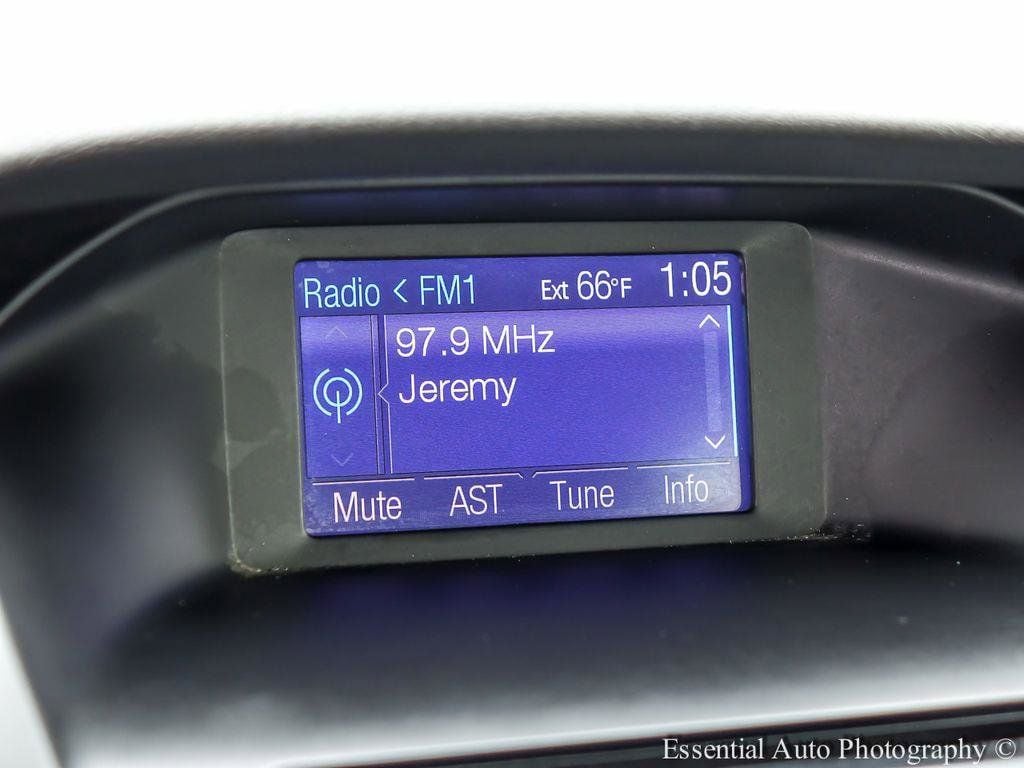 Radio < FM1 Ext 66°F 1:05
97.9 MHz
Jeremy
Mute AST Tune Info
Essential Auto Photography ©